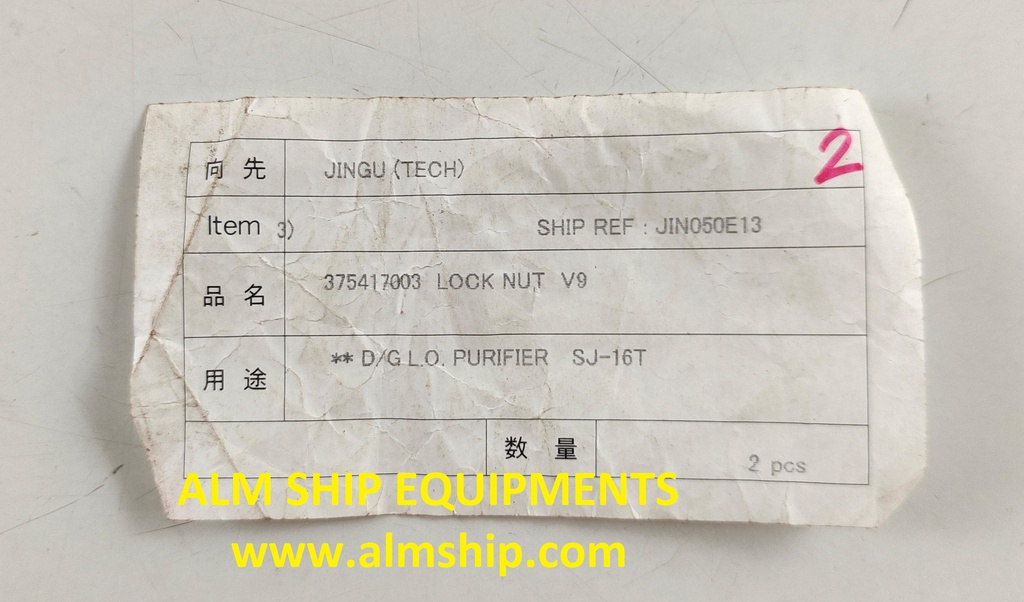 2
向先 JINGU (TECH)
Item 3) SHIP REF : JIN050E13
品名 375417003 LOCK NUT V9
用途 ** D/G L.O. PURIFIER SJ-16T
数量 2 pcs
ALM SHIP EQUIPMENTS
www.almship.com